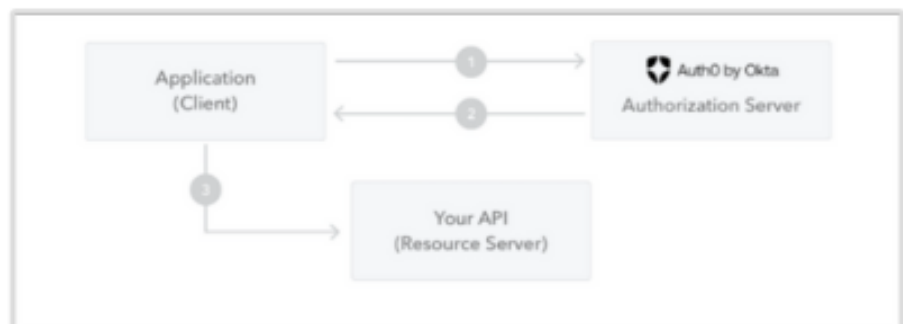 Application
(Client)
1
Auth0 by Okta
Authorization Server
2
3
Your API
(Resource Server)